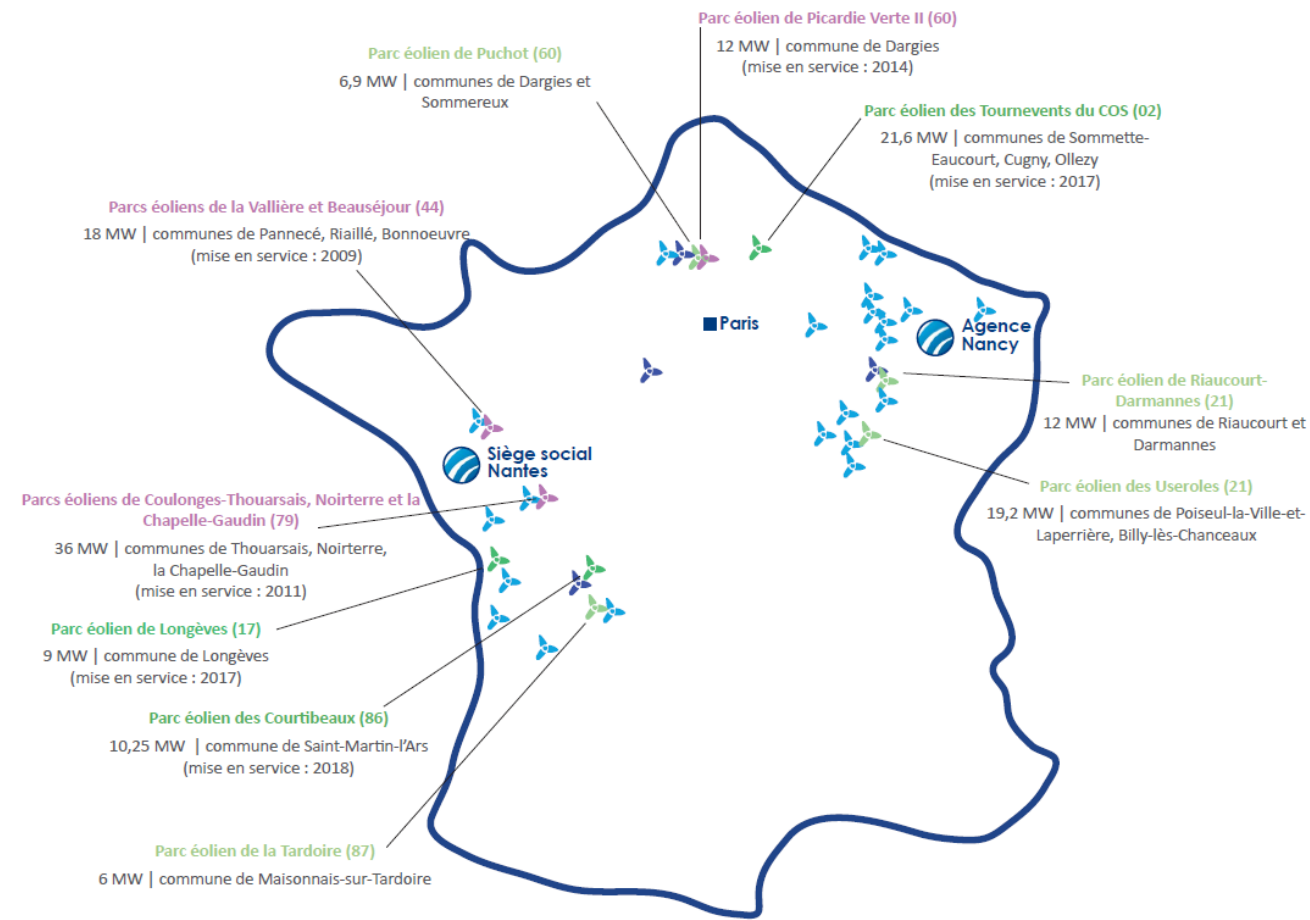 Parc éolien de Picardie Verte II (60)
12 MW | commune de Dargies
(mise en service : 2014)
Parc éolien de Puchot (60)
6,9 MW | communes de Dargies et
Sommereux
Parc éolien des Tournevents du COS (02)
21,6 MW | communes de Sommette-
Eaucourt, Cugny, Ollezy
(mise en service : 2017)
Parcs éoliens de la Vallière et Beauséjour (44)
18 MW | communes de Pannecé, Riaillé, Bonnoeuvre
(mise en service : 2009)
Paris
Agence
Nancy
Parc éolien de Riaucourt-
Darmannes (21)
12 MW | communes de Riaucourt et
Darmannes
Siège social
Nantes
Parc éolien des Useroles (21)
19,2 MW | communes de Poiseul-la-Ville-et-
Laperrière, Billy-lès-Chanceaux
Parcs éoliens de Coulonges-Thouarsais, Noirterre et la
Chapelle-Gaudin (79)
36 MW | communes de Thouarsais, Noirterre,
la Chapelle-Gaudin
(mise en service : 2011)
Parc éolien de Longèves (17)
9 MW | commune de Longèves
(mise en service : 2017)
Parc éolien des Courtibeaux (86)
10,25 MW | commune de Saint-Martin-l'Ars
(mise en service : 2018)
Parc éolien de la Tardoire (87)
6 MW | commune de Maisonnais-sur-Tardoire